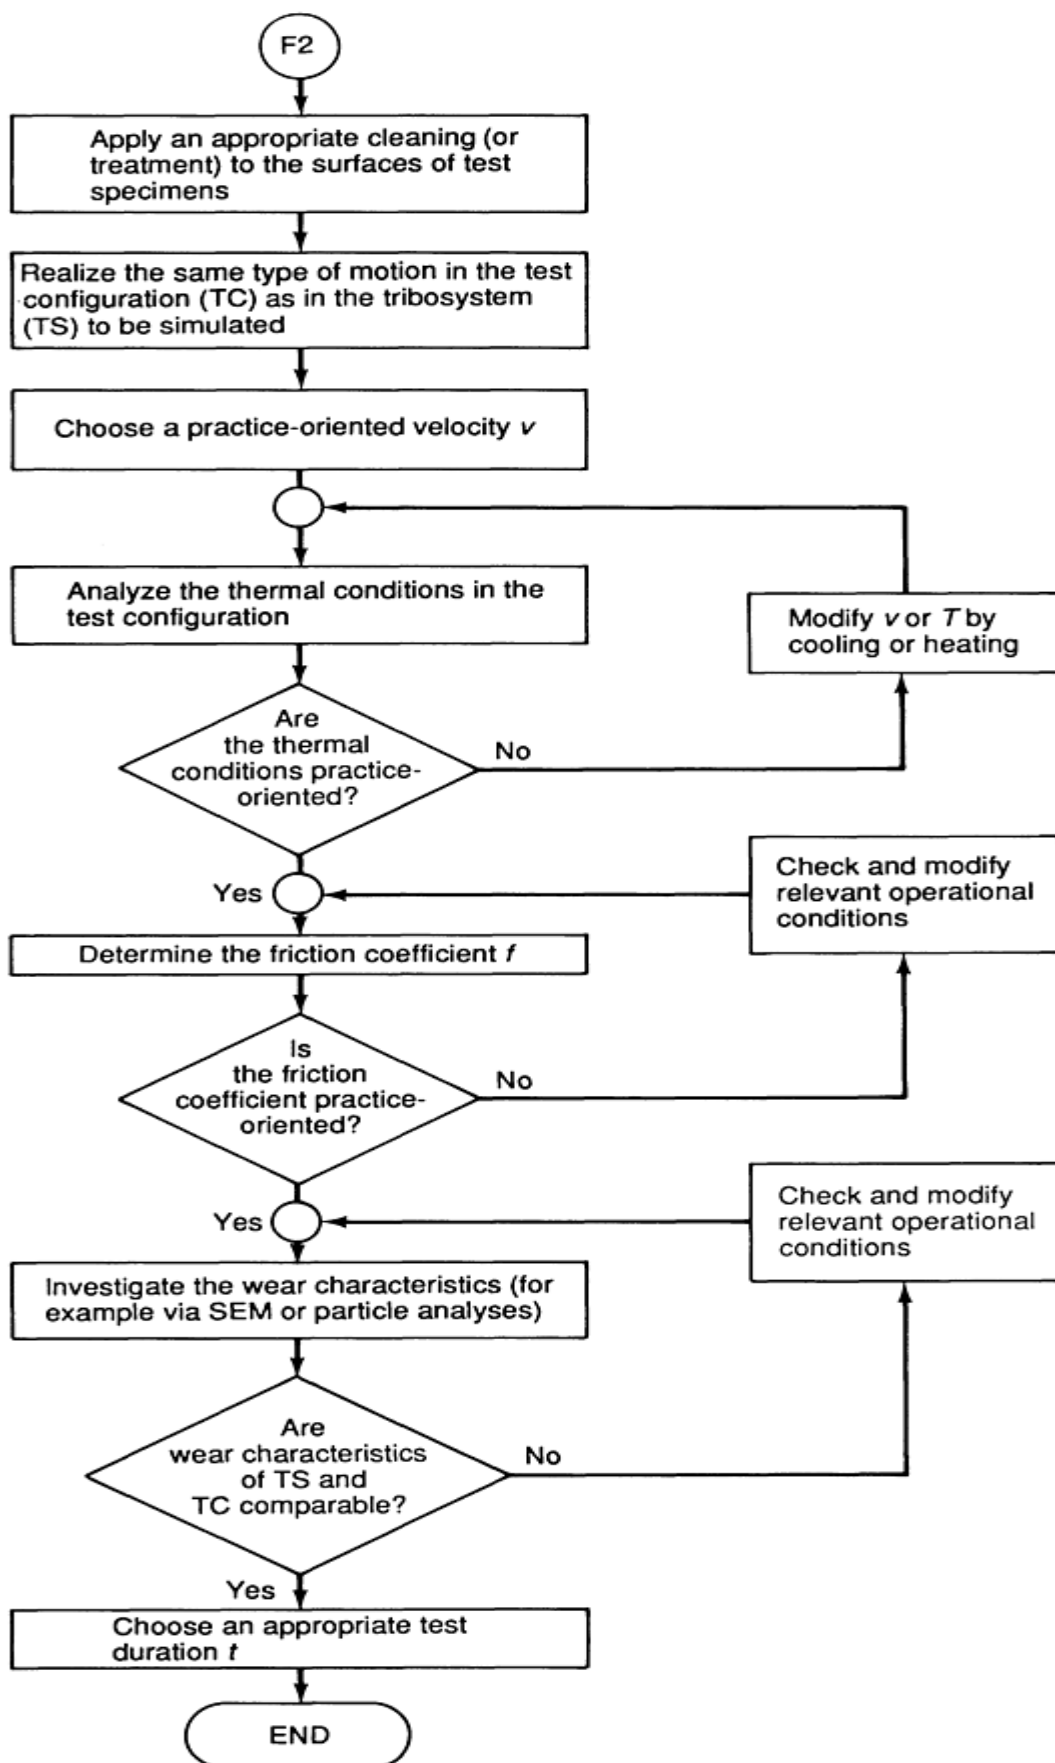 F2
Apply an appropriate cleaning (or
treatment) to the surfaces of test
specimens
Realize the same type of motion in the test
configuration (TC) as in the tribosystem
(TS) to be simulated
Choose a practice-oriented velocity v
Analyze the thermal conditions in the
test configuration
Modify v or T by
cooling or heating
Are
the thermal
conditions practice-
oriented?
No
Yes
Check and modify
relevant operational
conditions
Determine the friction coefficient f
Is
the friction
coefficient practice-
oriented?
No
Yes
Check and modify
relevant operational
conditions
Investigate the wear characteristics (for
example via SEM or particle analyses)
Are
wear characteristics
of TS and
TC comparable?
No
Yes
Choose an appropriate test
duration t
END